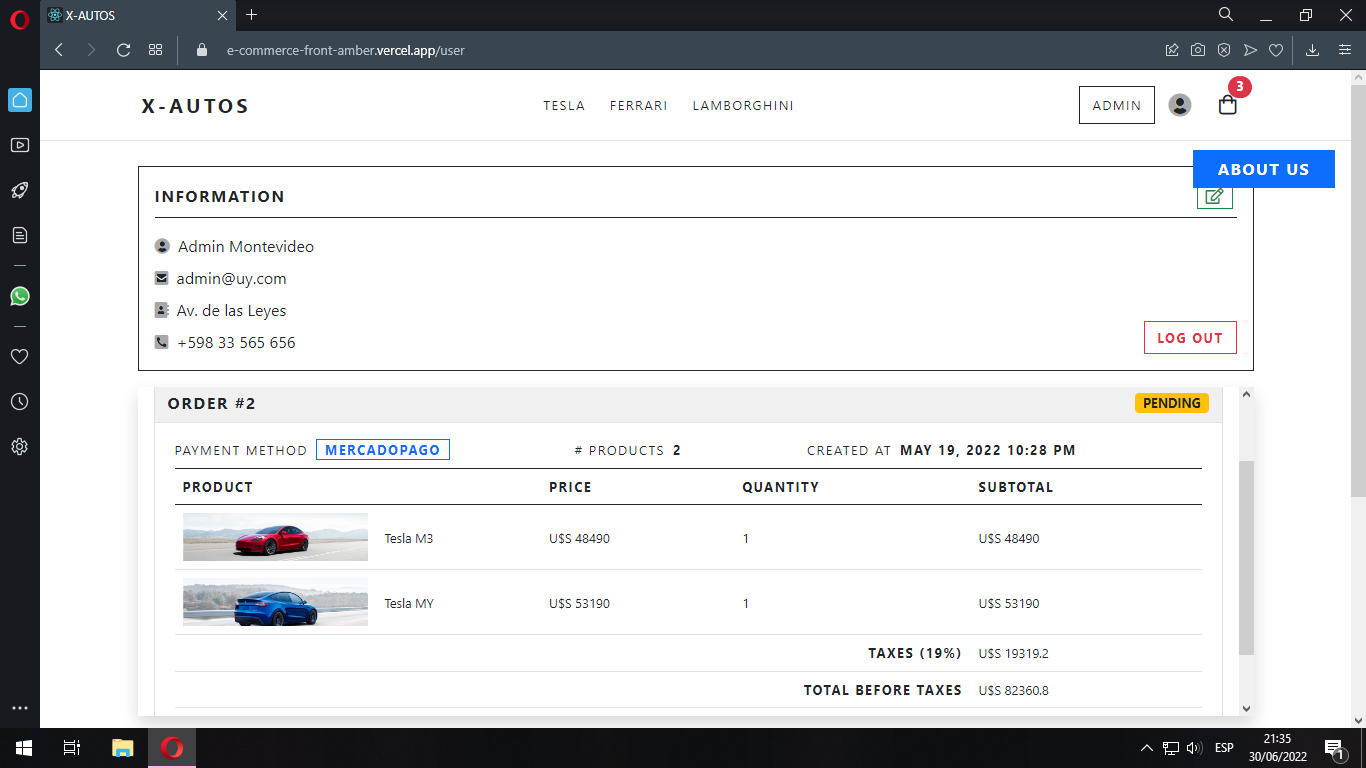 X-AUTOS
e-commerce-front-amber.vercel.app/user
X-AUTOS
TESLA FERRARI LAMBORGHINI
ADMIN
3
ABOUT US
INFORMATION
Admin Montevideo
admin@uy.com
Av. de las Leyes
+598 33 565 656
LOG OUT
ORDER #2 PENDING
PAYMENT METHOD MERCADOPAGO # PRODUCTS 2 CREATED AT MAY 19, 2022 10:28 PM
PRODUCT PRICE QUANTITY SUBTOTAL
Tesla M3 U$S 48490 1 U$S 48490
Tesla MY U$S 53190 1 U$S 53190
TAXES (19%) U$S 19319.2
TOTAL BEFORE TAXES U$S 82360.8
ESP
21:35
30/06/2022
1